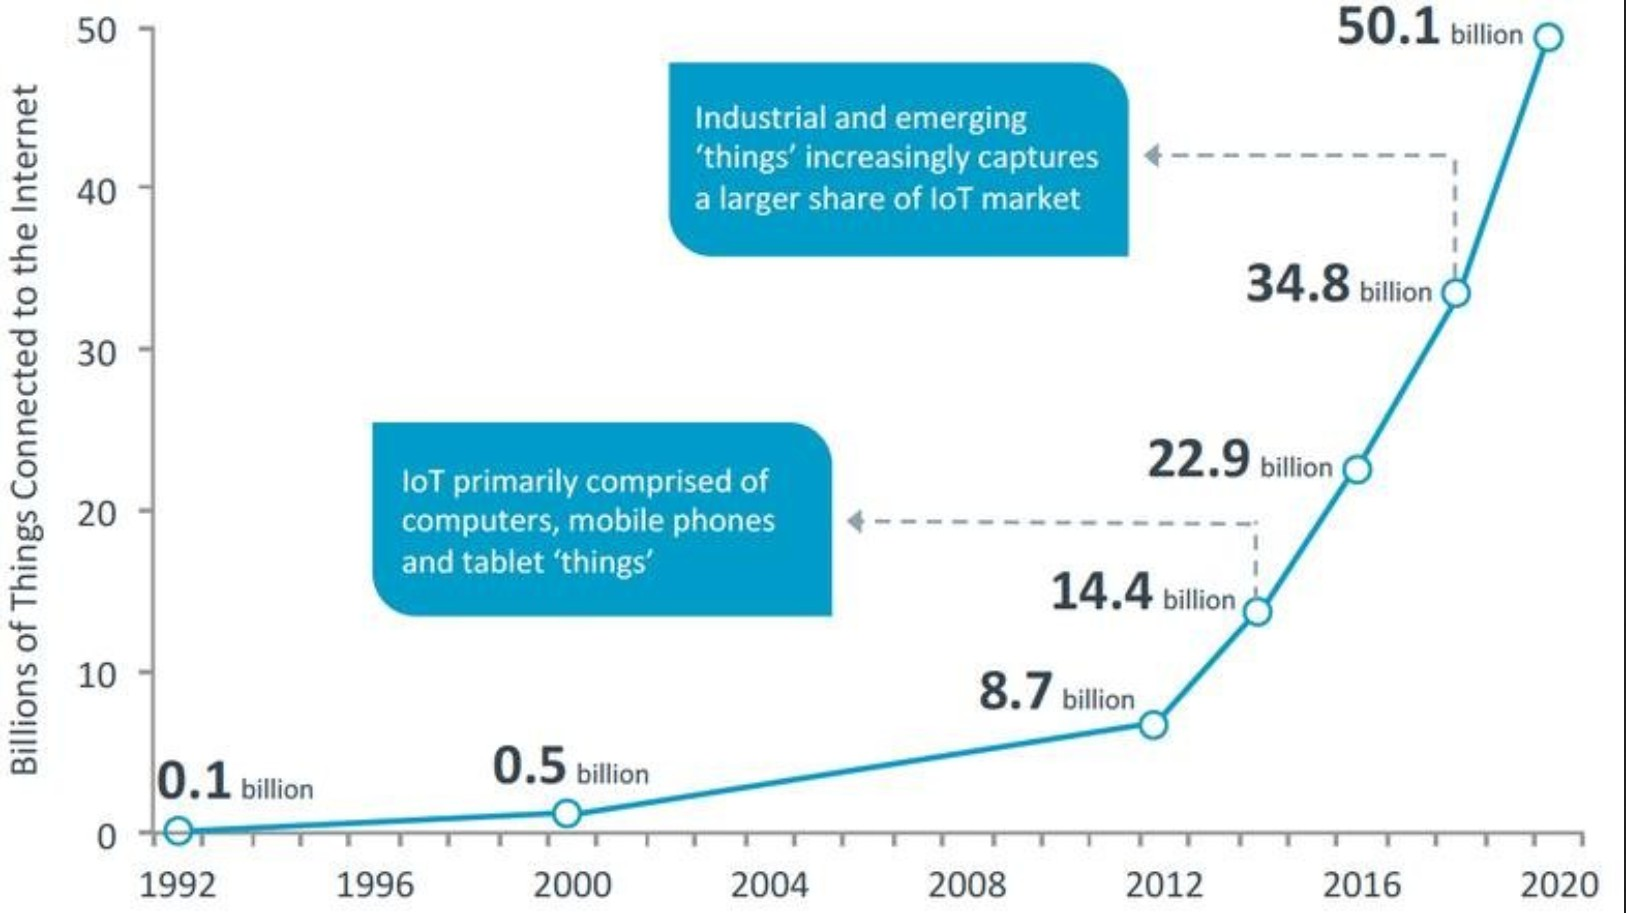 Billions of Things Connected to the Internet
50
40
30
20
10
0
50.1 billion
Industrial and emerging
‘things’ increasingly captures
a larger share of IoT market
34.8 billion
22.9 billion
IoT primarily comprised of
computers, mobile phones
and tablet ‘things’
14.4 billion
8.7 billion
0.5 billion
0.1 billion
1992 1996 2000 2004 2008 2012 2016 2020